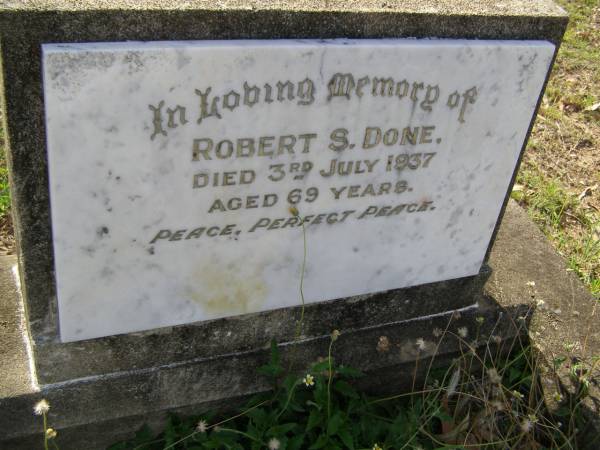 In Loving Memory of
ROBERT S. DONE.
DIED 3RD JULY 1937
AGED 69 YEARS.
PEACE, PERFECT PEACE.